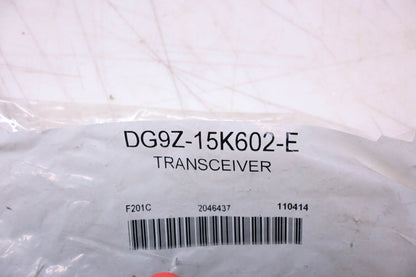 DG9Z-15K602-E
TRANSCEIVER
F201C 2046437 110414